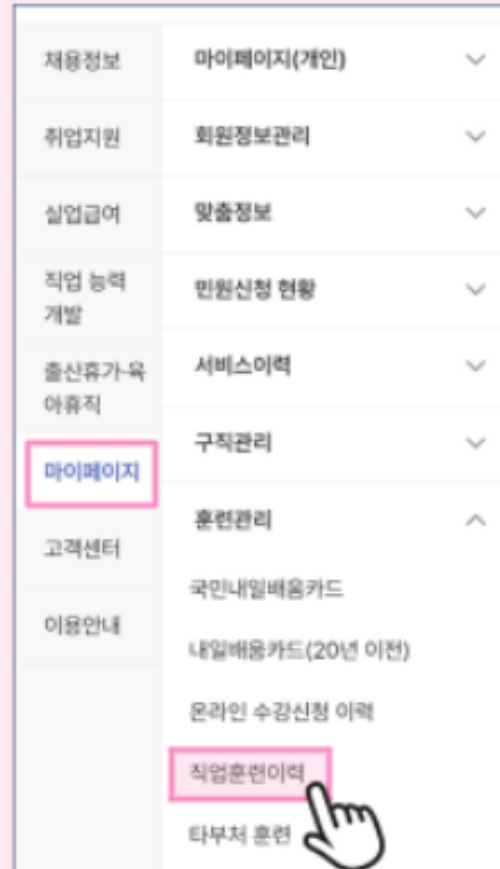 채용정보
취업지원
실업급여
직업 능력
개발
출산휴가·육
아휴직
마이페이지
고객센터
이용안내
마이페이지(개인)
회원정보관리
맞춤정보
민원신청 현황
서비스이력
구직관리
훈련관리
국민내일배움카드
내일배움카드(20년 이전)
온라인 수강신청 이력
직업훈련이력
타부처 훈련